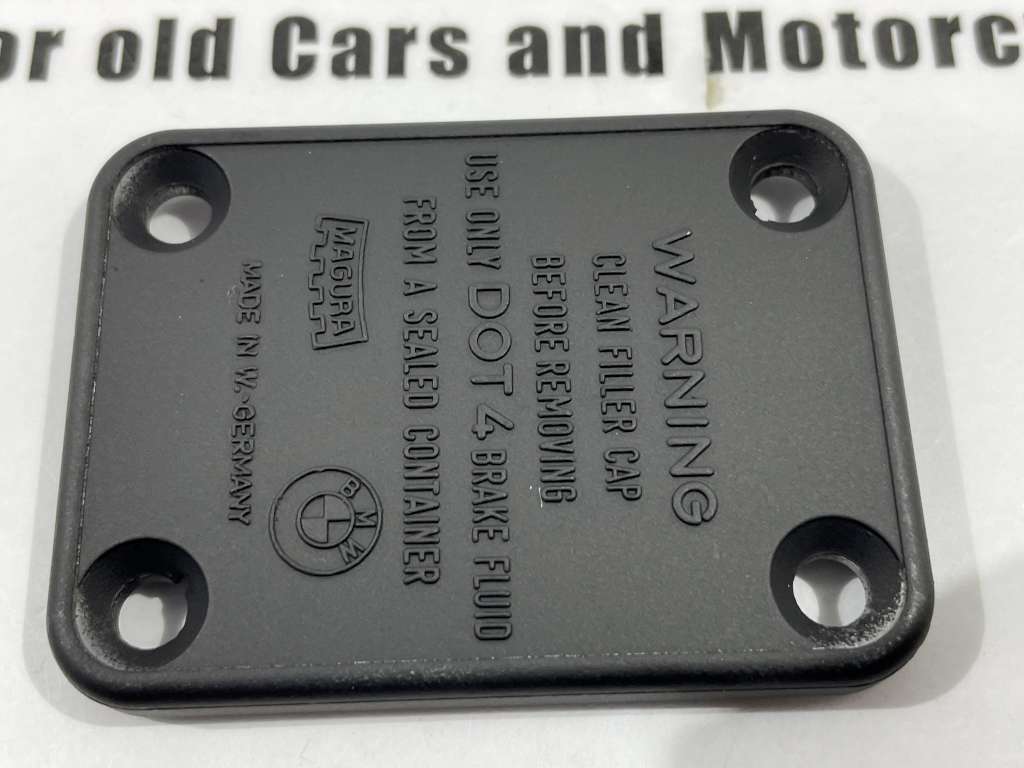 or old Cars and Motorc
WARNING
CLEAN FILLER CAP
BEFORE REMOVING
USE ONLY DOT 4 BRAKE FLUID
FROM A SEALED CONTAINER
MAGURA
BMW
MADE IN W.-GERMANY